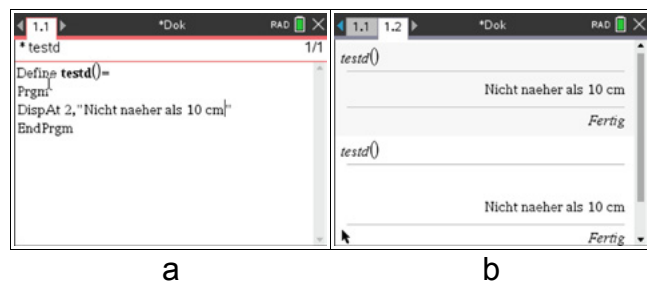 1.1 *Dok RAD
* testd 1/1
Define testd()=
Prgm
DispAt 2,"Nicht naeher als 10 cm"
EndPrgm
1.1 1.2 *Dok RAD
testd()
Nicht naeher als 10 cm
Fertig
testd()
Nicht naeher als 10 cm
Fertig
a b